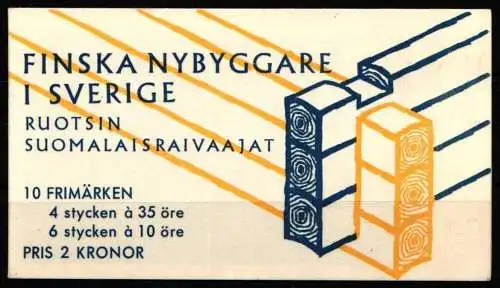 FINSKA NYBYGGARE
I SVERIGE
RUOTSIN
SUOMALAISRAIVAAJAT
10 FRIMÄRKEN
4 stycken à 35 öre
6 stycken à 10 öre
PRIS 2 KRONOR